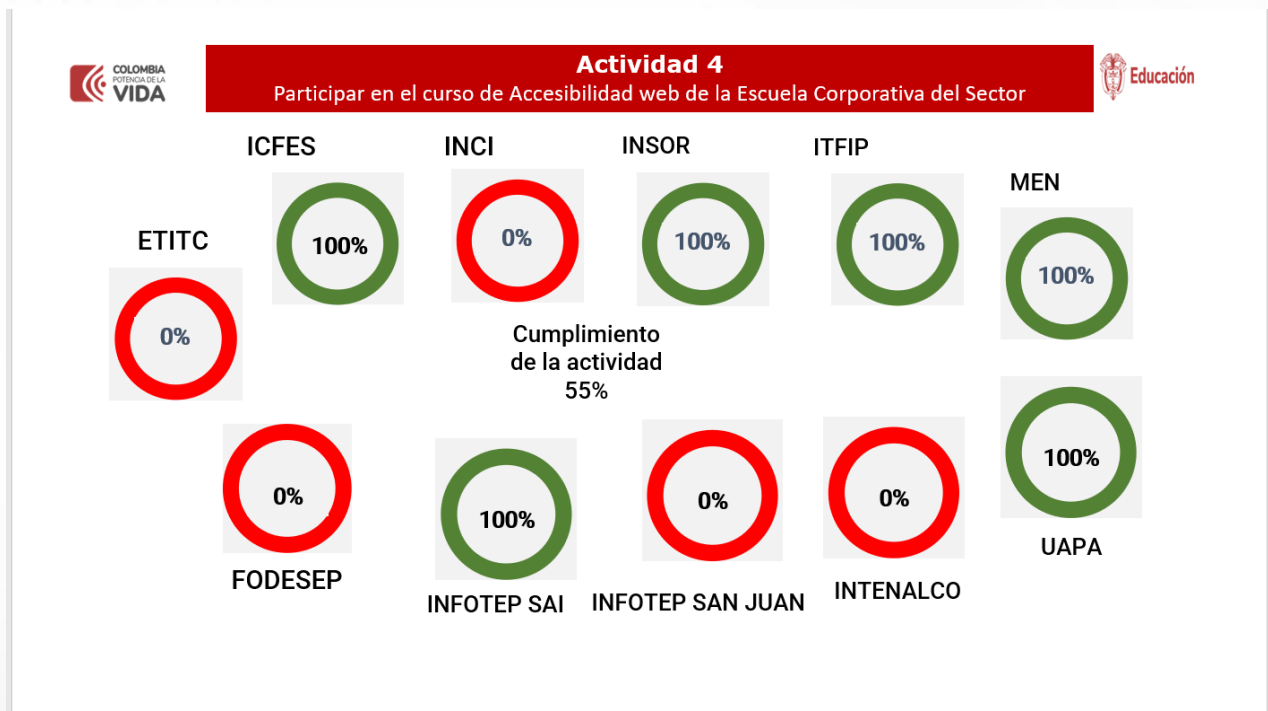 COLOMBIA
POTENCIA DE LA
VIDA
Actividad 4
Participar en el curso de Accesibilidad web de la Escuela Corporativa del Sector
Educación
ICFES
INCI
INSOR
ITFIP
MEN
ETITC
100%
0%
100%
100%
100%
0%
Cumplimiento
de la actividad
55%
0%
100%
0%
0%
100%
FODESEP
INFOTEP SAI
INFOTEP SAN JUAN
INTENALCO
UAPA